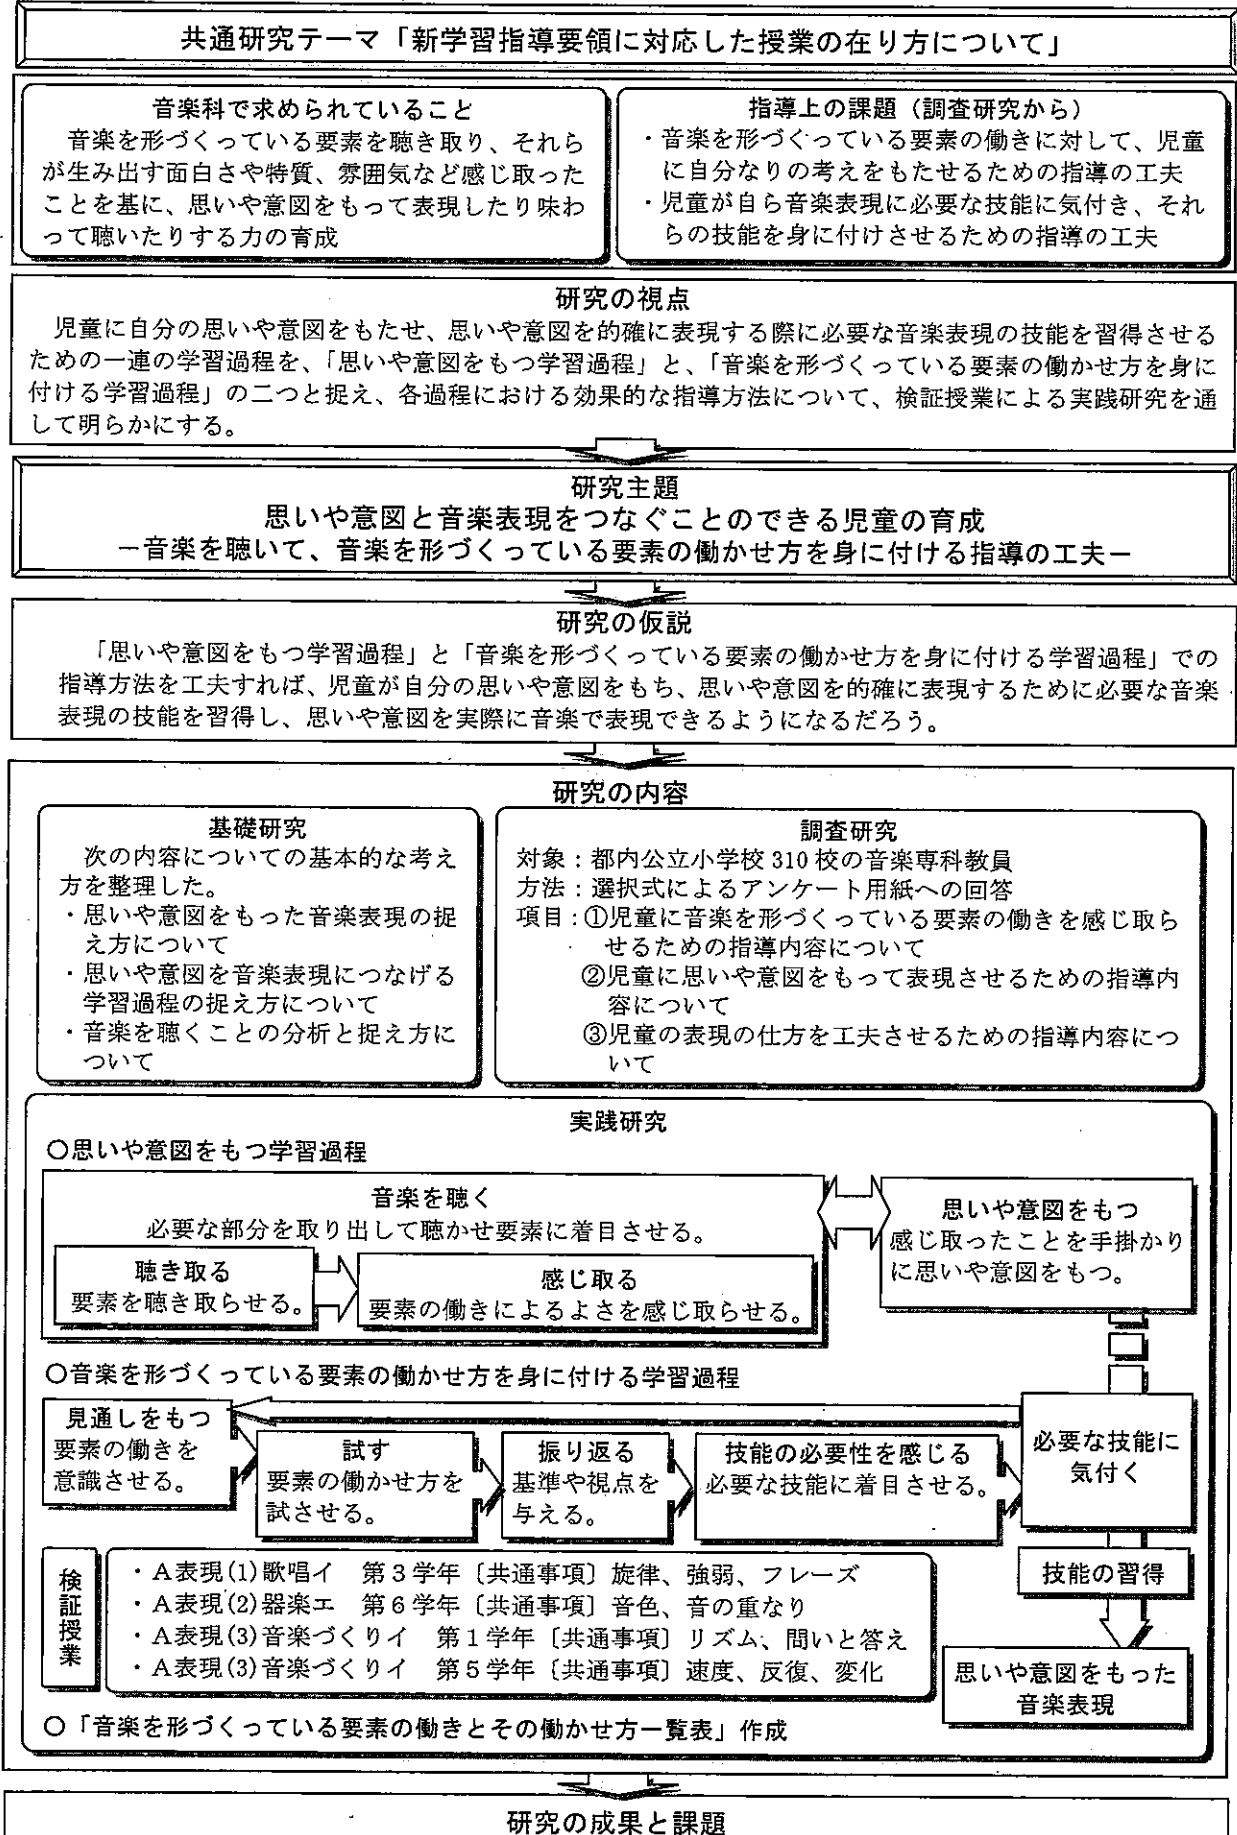 共通研究テーマ「新学習指導要領に対応した授業の在り方について」
音楽科で求められていること
音楽を形づくっている要素を聴き取り、それら
が生み出す面白さや特質、雰囲気など感じ取った
ことを基に、思いや意図をもって表現したり味わ
って聴いたりする力の育成
指導上の課題（調査研究から）
・音楽を形づくっている要素の働きに対して、児童
に自分なりの考えをもたせるための指導の工夫
・児童が自ら音楽表現に必要な技能に気付き、それ
らの技能を身に付けさせるための指導の工夫
研究の視点
児童に自分の思いや意図をもたせ、思いや意図を的確に表現する際に必要な音楽表現の技能を習得させる
ための一連の学習過程を、「思いや意図をもつ学習過程」と、「音楽を形づくっている要素の働かせ方を身に
付ける学習過程」の二つと捉え、各過程における効果的な指導方法について、検証授業による実践研究を通
して明らかにする。
研究主題
思いや意図と音楽表現をつなぐことのできる児童の育成
－音楽を聴いて、音楽を形づくっている要素の働かせ方を身に付ける指導の工夫－
研究の仮説
「思いや意図をもつ学習過程」と「音楽を形づくっている要素の働かせ方を身に付ける学習過程」での
指導方法を工夫すれば、児童が自分の思いや意図をもち、思いや意図を的確に表現するために必要な音楽
表現の技能を習得し、思いや意図を実際に音楽で表現できるようになるだろう。
研究の内容
基礎研究
次の内容についての基本的な考え
方を整理した。
・思いや意図をもった音楽表現の捉
え方について
・思いや意図を音楽表現につなげる
学習過程の捉え方について
・音楽を聴くことの分析と捉え方に
ついて
調査研究
対象：都内公立小学校 310 校の音楽専科教員
方法：選択式によるアンケート用紙への回答
項目：①児童に音楽を形づくっている要素の働きを感じ取ら
せるための指導内容について
②児童に思いや意図をもって表現させるための指導内
容について
③児童の表現の仕方を工夫させるための指導内容につ
いて
実践研究
○思いや意図をもつ学習過程
音楽を聴く
必要な部分を取り出して聴かせ要素に着目させる。
聴き取る
要素を聴き取らせる。
感じ取る
要素の働きによるよさを感じ取らせる。
思いや意図をもつ
感じ取ったことを手掛かり
に思いや意図をもつ。
○音楽を形づくっている要素の働かせ方を身に付ける学習過程
見通しをもつ
要素の働きを
意識させる。
試す
要素の働かせ方を
試させる。
振り返る
基準や視点を
与える。
技能の必要性を感じる
必要な技能に着目させる。
必要な技能に
気付く
技能の習得
思いや意図をもった
音楽表現
検証授業
・Ａ表現(1)歌唱イ　第３学年〔共通事項〕旋律、強弱、フレーズ
・Ａ表現(2)器楽エ　第６学年〔共通事項〕音色、音の重なり
・Ａ表現(3)音楽づくりイ　第１学年〔共通事項〕リズム、問いと答え
・Ａ表現(3)音楽づくりイ　第５学年〔共通事項〕速度、反復、変化
○「音楽を形づくっている要素の働きとその働かせ方一覧表」作成
研究の成果と課題